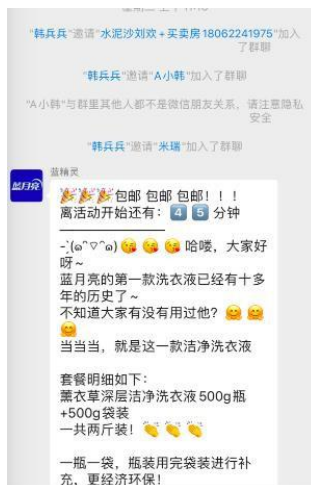 "韩兵兵"邀请"水泥沙刘欢+买卖房18062241975"加入
了群聊
"韩兵兵"邀请"A小韩"加入了群聊
"A小韩"与群里其他人都不是微信朋友关系，请注意隐私
安全
"韩兵兵"邀请"米瑞"加入了群聊
蓝精灵
蓝月亮
🎉🎉🎉包邮 包邮 包邮！！！
离活动开始还有：4️⃣5️⃣分钟
——————————
-`(๑ˆ▽ˆ๑)😘😘😘哈喽，大家好
呀~
蓝月亮的第一款洗衣液已经有十多
年的历史了~
不知道大家有没有用过他？🤗🤗
🤗
当当当，就是这一款洁净洗衣液
套餐明细如下：
薰衣草深层洁净洗衣液500g瓶
+500g袋装
一共两斤装！👏👏👏
一瓶一袋，瓶装用完袋装进行补
充，更经济环保！